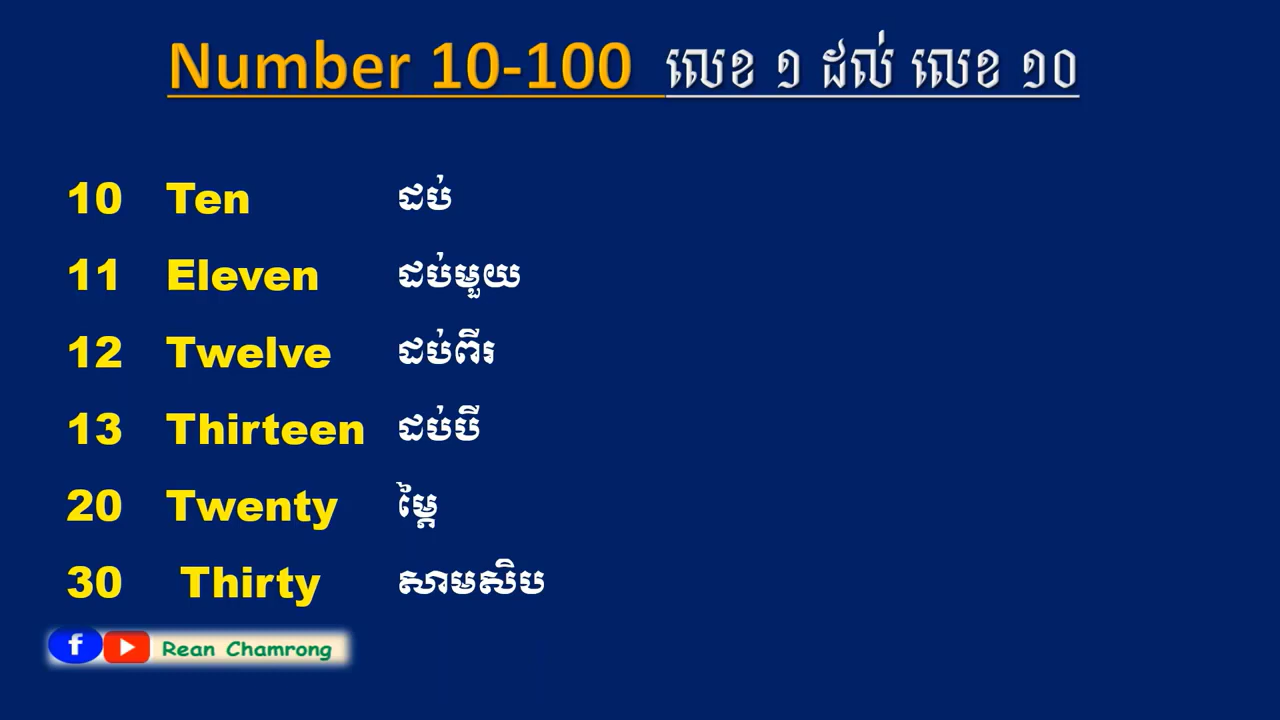 Number 10-100 លេខ ១ ដល់ លេខ ១០
10 Ten ដប់
11 Eleven ដប់មួយ
12 Twelve ដប់ពីរ
13 Thirteen ដប់បី
20 Twenty ម្ភៃ
30 Thirty សាមសិប
f Rean Chamrong